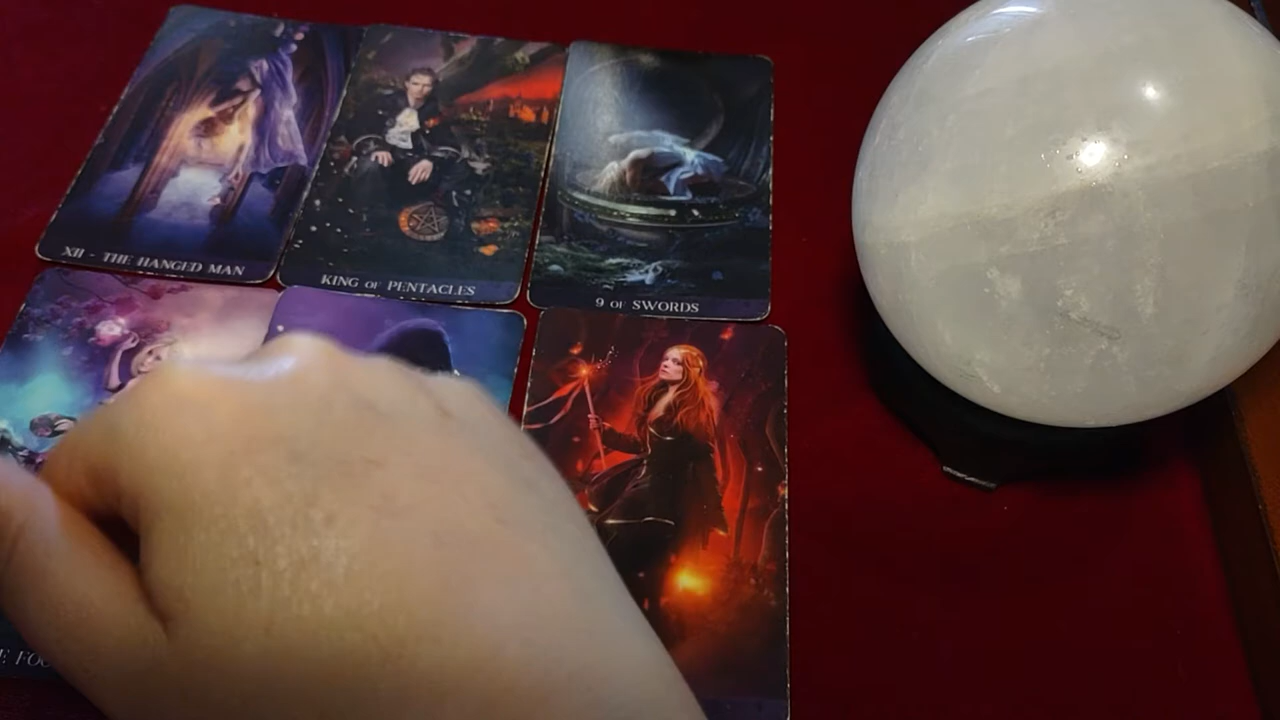 XII - THE HANGED MAN
KING OF PENTACLES
9 OF SWORDS